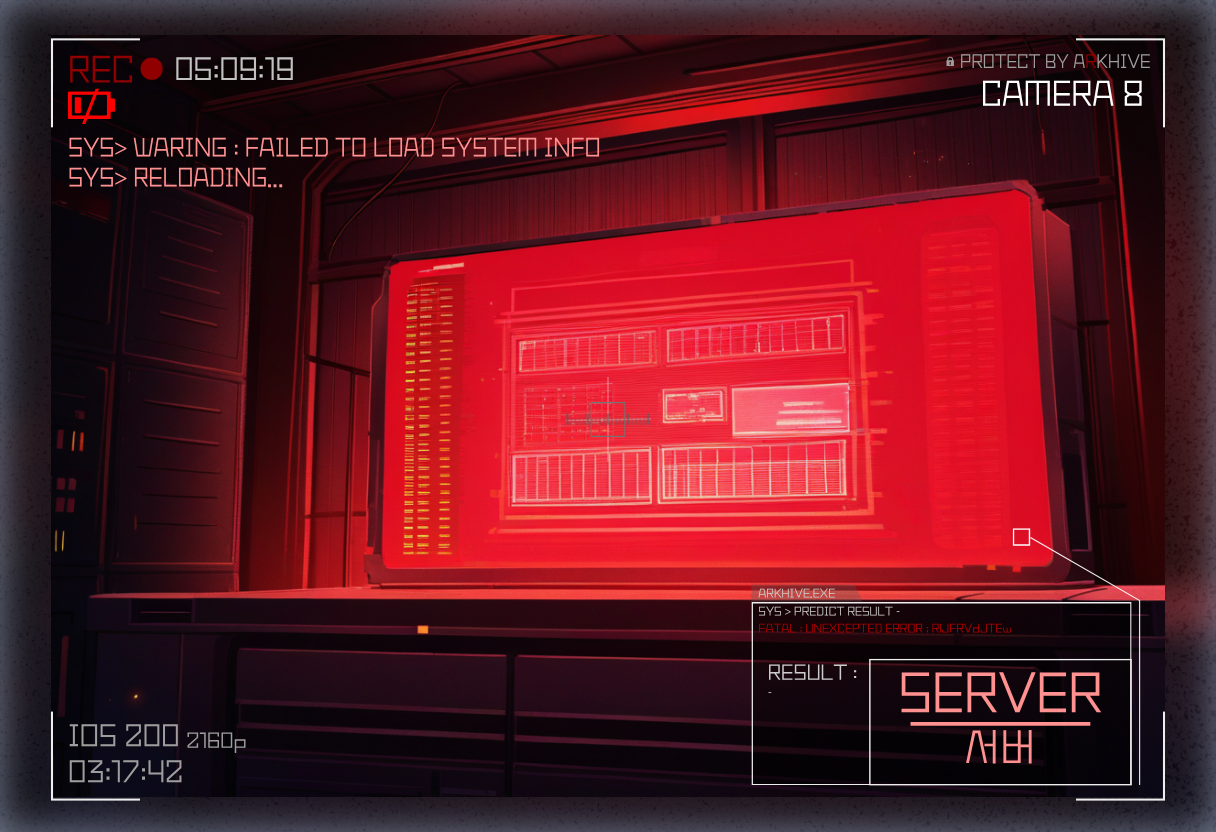 REC 05:09:19
PROTECT BY ARKHIVE
CAMERA 8
SYS> WARING : FAILED TO LOAD SYSTEM INFO
SYS> RELOADING...
ARKHIVE.EXE
SYS > PREDICT RESULT -
FATAL : UNEXCEPTED ERROR :
RESULT :
-
SERVER
서버
IOS 200 2160p
03:17:42